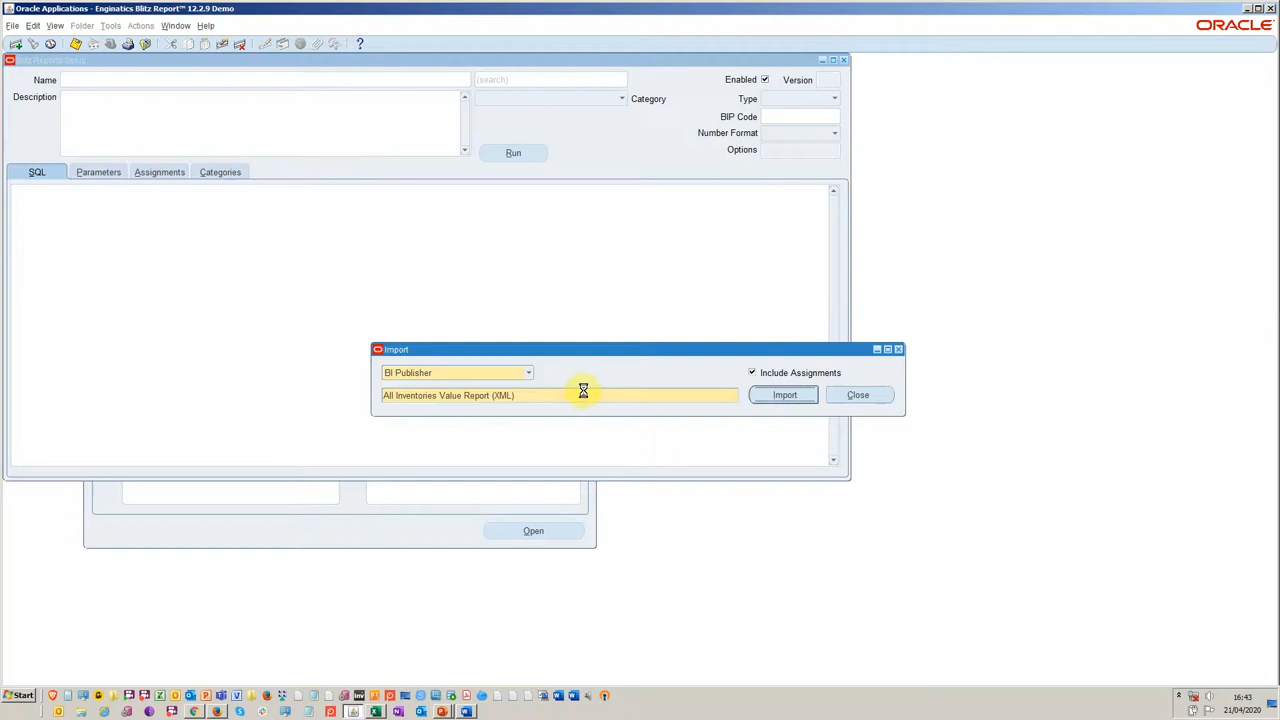 Oracle Applications - Enginatics Blitz Report™ 12.2.9 Demo
File Edit View Folder Tools Actions Window Help
ORACLE
Name
(search)
Enabled
Version
Description
Category
Type
BIP Code
Number Format
Options
Run
SQL
Parameters
Assignments
Categories
Import
BI Publisher
Include Assignments
All Inventories Value Report (XML)
Import
Close
Open
Start
16:43
21/04/2020